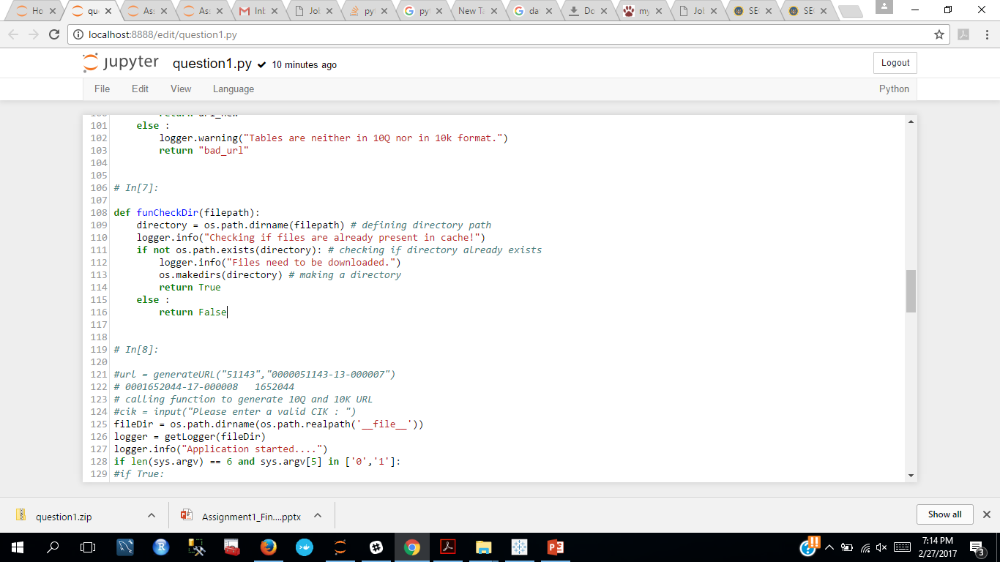 Ho
qu
As
As
Inl
Jol
py
py
New Ta
da
Do
my
Jol
SE
SE
localhost:8888/edit/question1.py
jupyter question1.py 10 minutes ago
Logout
File Edit View Language
Python
101 else :
102 logger.warning("Tables are neither in 10Q nor in 10k format.")
103 return "bad_url"
104
105
106 # In[7]:
107
108 def funCheckDir(filepath):
109 directory = os.path.dirname(filepath) # defining directory path
110 logger.info("Checking if files are already present in cache!")
111 if not os.path.exists(directory): # checking if directory already exists
112 logger.info("Files need to be downloaded.")
113 os.makedirs(directory) # making a directory
114 return True
115 else :
116 return False
117
118
119 # In[8]:
120
121 #url = generateURL("51143","0000051143-13-000007")
122 # 0001652044-17-000008 1652044
123 # calling function to generate 10Q and 10K URL
124 #cik = input("Please enter a valid CIK : ")
125 fileDir = os.path.dirname(os.path.realpath('__file__'))
126 logger = getLogger(fileDir)
127 logger.info("Application started....")
128 if len(sys.argv) == 6 and sys.argv[5] in ['0','1']:
129 #if True:
question1.zip
Assignment1_Fin....pptx
Show all
7:14 PM
2/27/2017
3